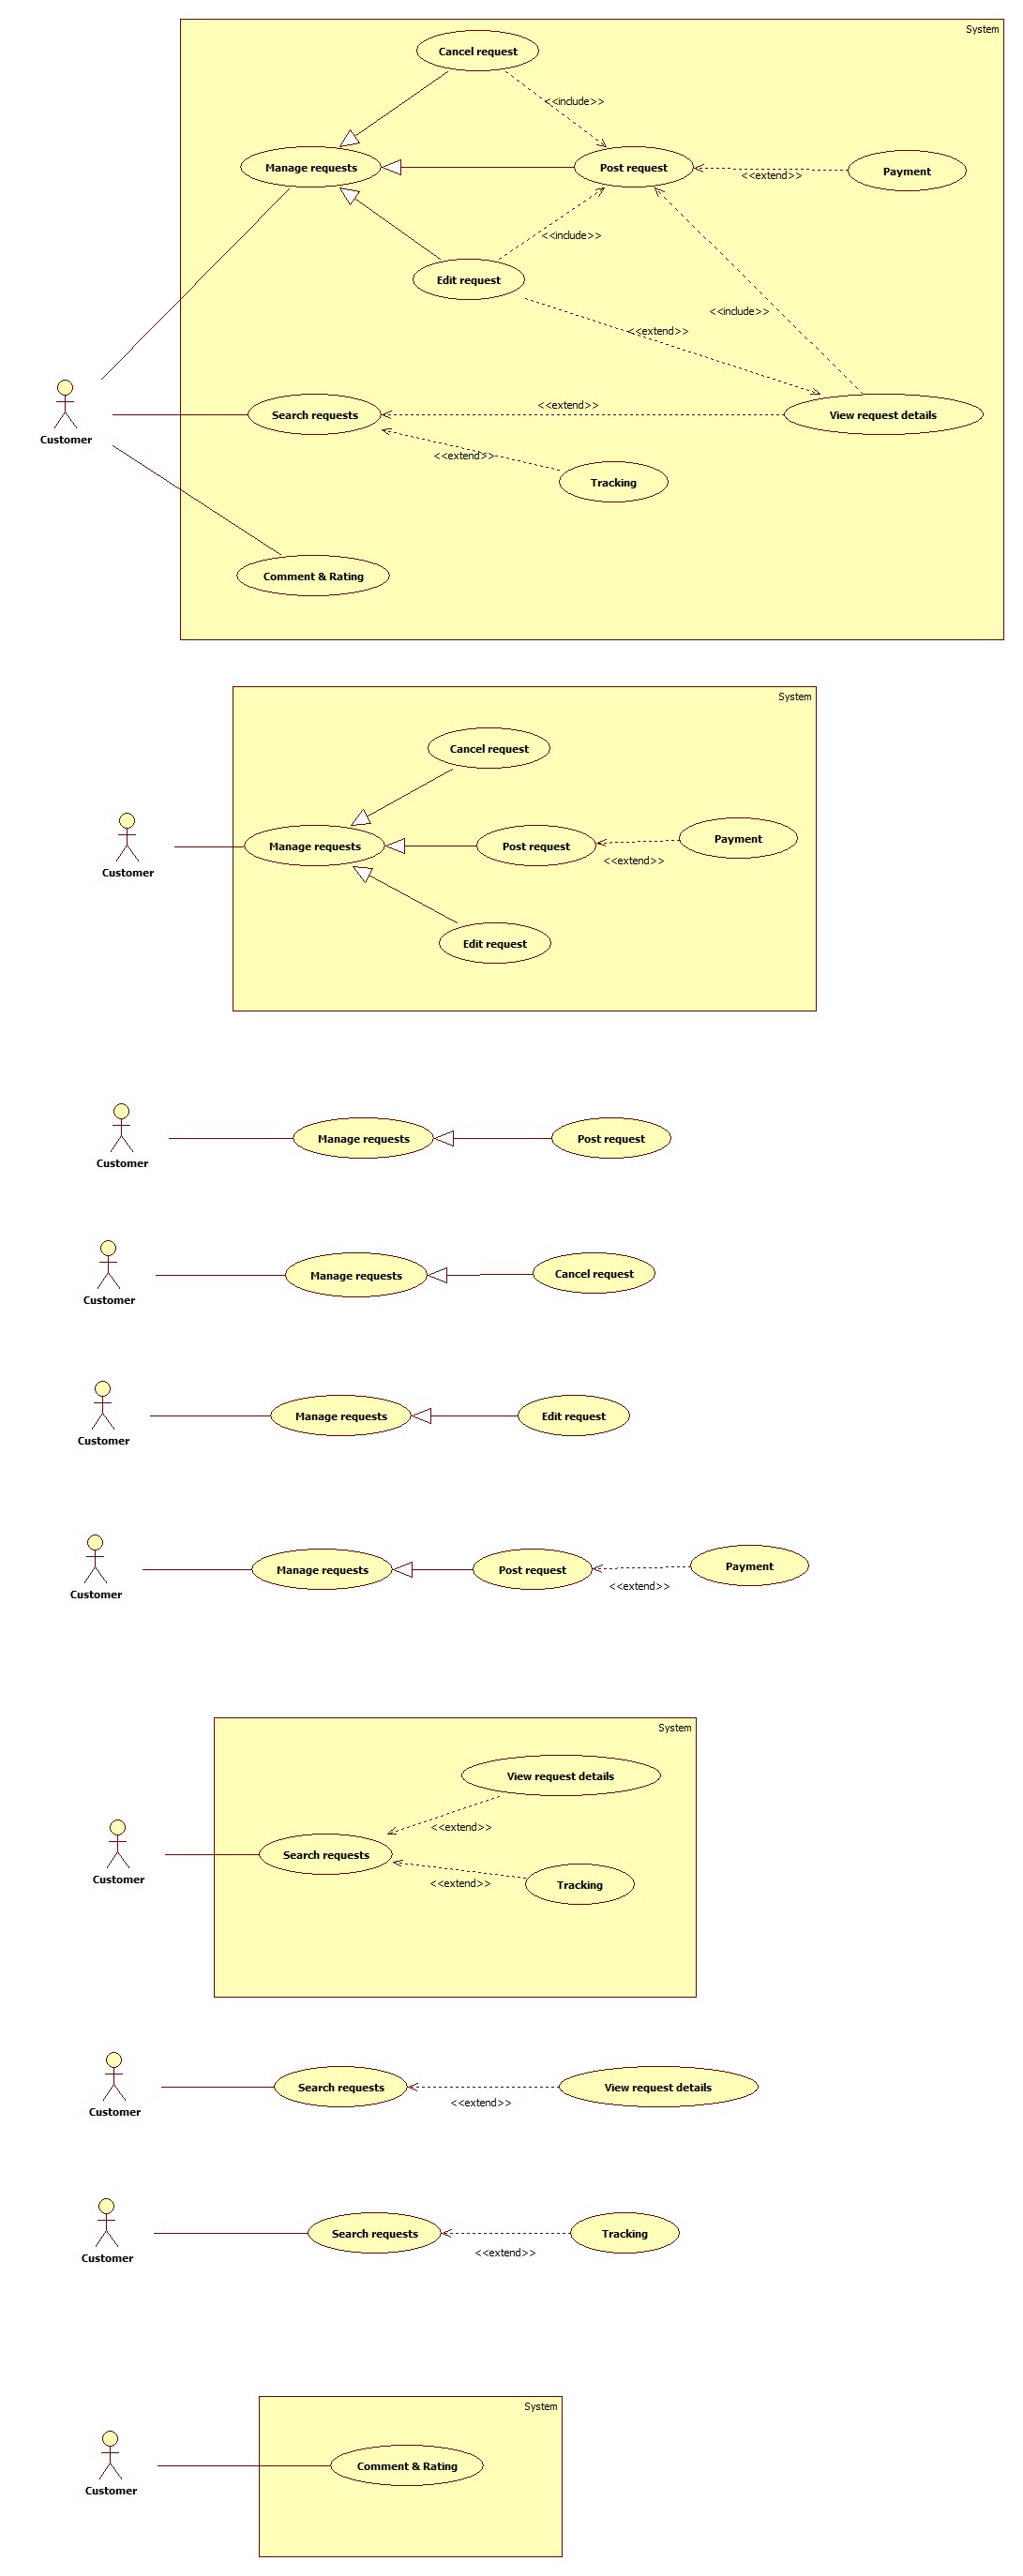 System
Cancel request
<<include>>
Manage requests
Post request
<<extend>>
Payment
<<include>>
Edit request
<<include>>
<<extend>>
Customer
Search requests
<<extend>>
View request details
<<extend>>
Tracking
Comment & Rating
System
Cancel request
Customer
Manage requests
Post request
<<extend>>
Payment
Edit request
Customer
Manage requests
Post request
Customer
Manage requests
Cancel request
Customer
Manage requests
Edit request
Customer
Manage requests
Post request
<<extend>>
Payment
System
View request details
<<extend>>
Customer
Search requests
<<extend>>
Tracking
Customer
Search requests
<<extend>>
View request details
Customer
Search requests
<<extend>>
Tracking
System
Customer
Comment & Rating